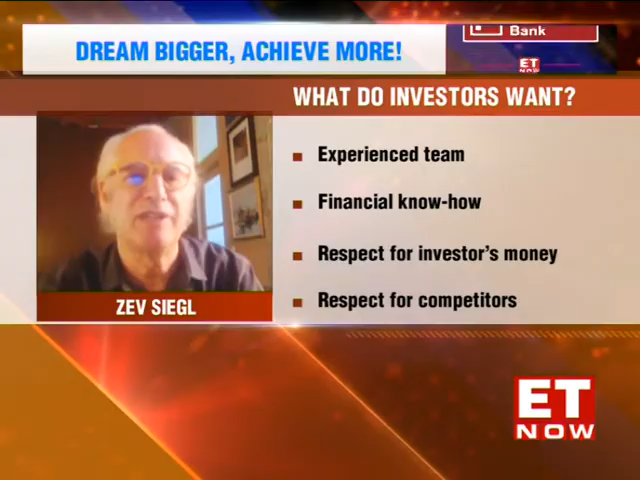 DREAM BIGGER, ACHIEVE MORE!
Bank
ET
NOW
WHAT DO INVESTORS WANT?
Experienced team
Financial know-how
Respect for investor's money
Respect for competitors
ZEV SIEGL
ET
NOW